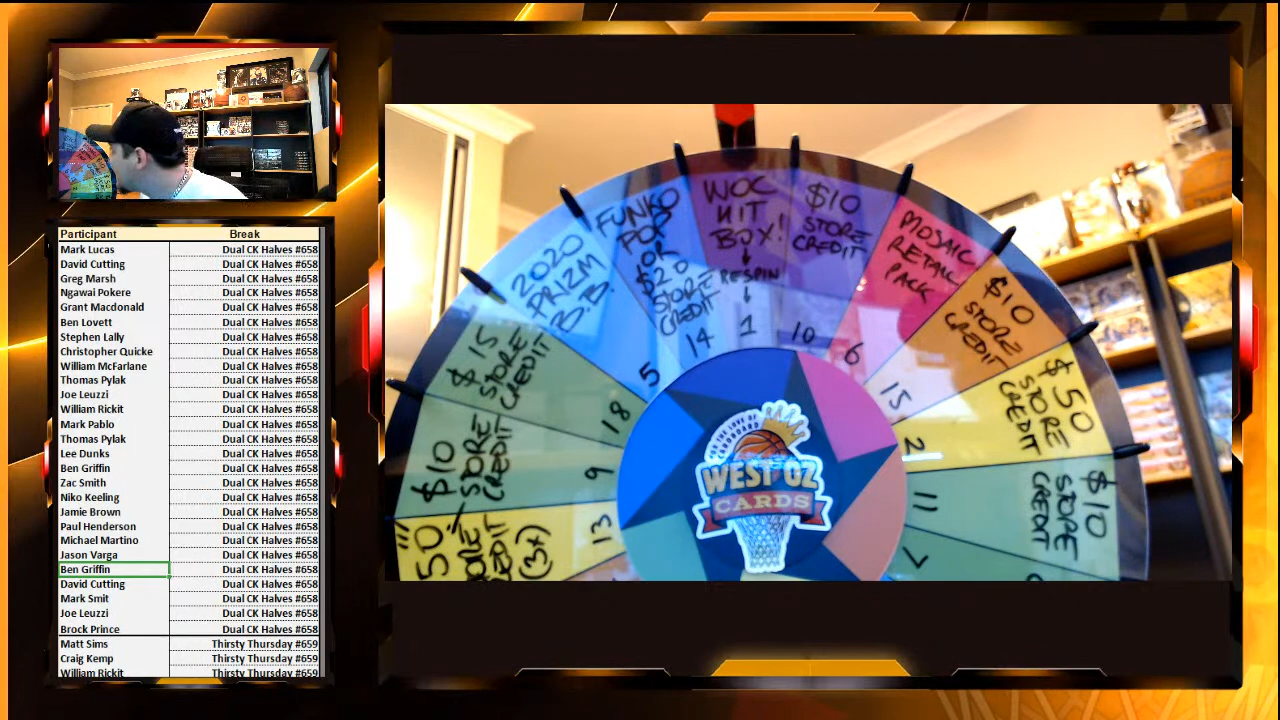 Participant Break
Mark Lucas Dual CK Halves #658
David Cutting Dual CK Halves #658
Greg Marsh Dual CK Halves #658
Ngawai Pokere Dual CK Halves #658
Grant Macdonald Dual CK Halves #658
Ben Lovett Dual CK Halves #658
Stephen Lally Dual CK Halves #658
Christopher Quicke Dual CK Halves #658
William McFarlane Dual CK Halves #658
Thomas Pylak Dual CK Halves #658
Joe Leuzzi Dual CK Halves #658
William Rickit Dual CK Halves #658
Mark Pablo Dual CK Halves #658
Thomas Pylak Dual CK Halves #658
Lee Dunks Dual CK Halves #658
Ben Griffin Dual CK Halves #658
Zac Smith Dual CK Halves #658
Niko Keeling Dual CK Halves #658
Jamie Brown Dual CK Halves #658
Paul Henderson Dual CK Halves #658
Michael Martino Dual CK Halves #658
Jason Varga Dual CK Halves #658
Ben Griffin Dual CK Halves #658
David Cutting Dual CK Halves #658
Mark Smit Dual CK Halves #658
Joe Leuzzi Dual CK Halves #658
Brock Prince Dual CK Halves #658
Matt Sims Thirsty Thursday #659
Craig Kemp Thirsty Thursday #659
William Rickit Thirsty Thursday #659
$10
STORE
CREDIT
9
$15
STORE
CREDIT
18
2020
PRIZM
B.B!
5
FUNKO
POP
OR
$20
STORE
CREDIT
14
WOC
HIT
BOX!
RESPIN
1
$10
STORE
CREDIT
10
MOSAIC
RETAIL
PACK
6
$10
STORE
CREDIT
15
$50
STORE
CREDIT
2
$10
STORE
CREDIT
11
7
50
CREDIT
(3+)
13
FOR THE LOVE OF
CARDBOARD
WEST OZ
CARDS